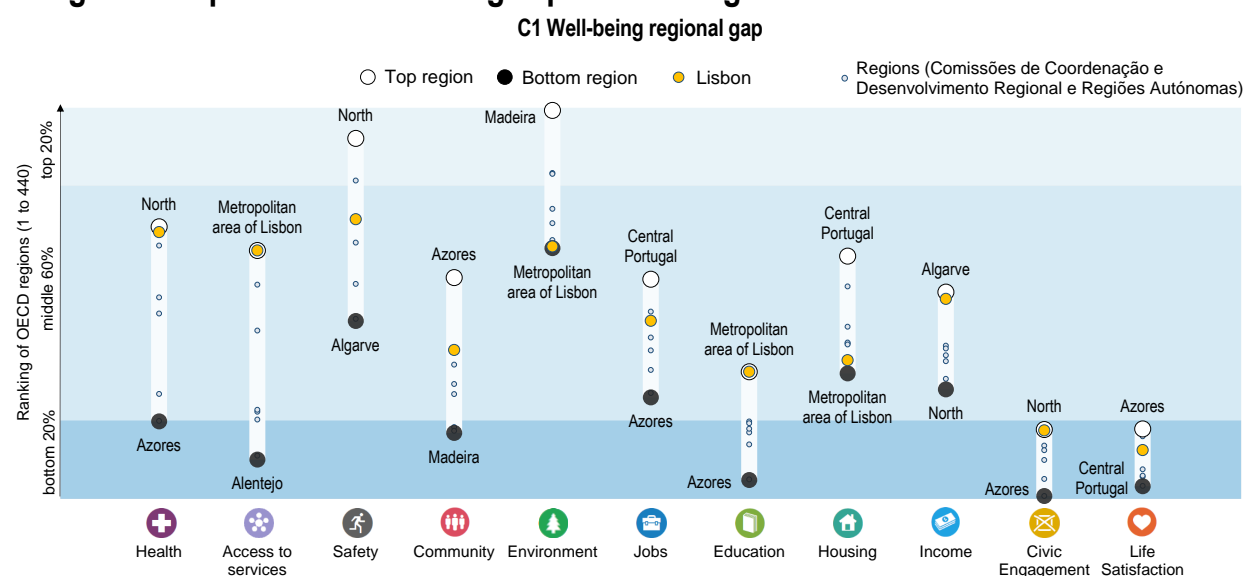 C1 Well-being regional gap
Top region
Bottom region
Lisbon
Regions (Comissões de Coordenação e
Desenvolvimento Regional e Regiões Autónomas)
Ranking of OECD regions (1 to 440)
top 20%
middle 60%
bottom 20%
North
Azores
Metropolitan
area of Lisbon
Alentejo
North
Algarve
Azores
Madeira
Madeira
Metropolitan
area of Lisbon
Central
Portugal
Azores
Metropolitan
area of Lisbon
Azores
Central
Portugal
Metropolitan
area of Lisbon
Algarve
North
North
Azores
Azores
Central
Portugal
Health
Access to
services
Safety
Community
Environment
Jobs
Education
Housing
Income
Civic
Engagement
Life
Satisfaction